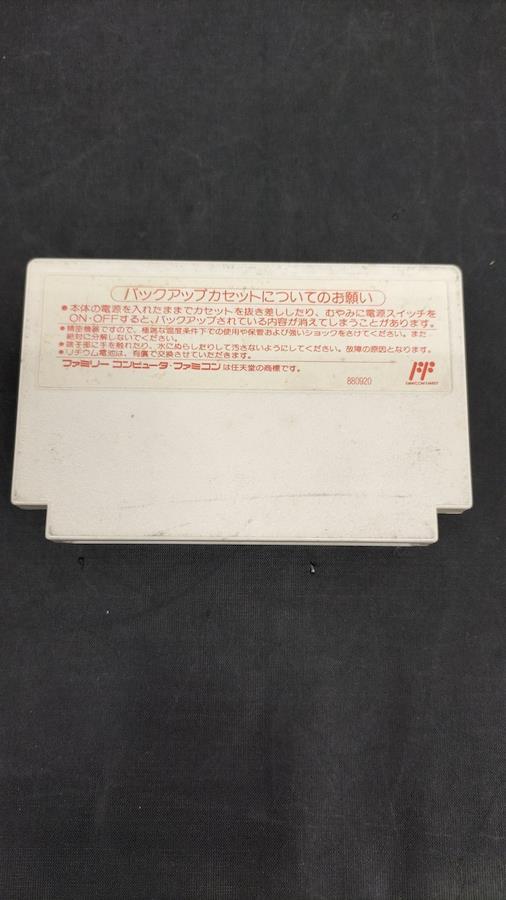 バックアップカセットについてのお願い
●本体の電源を入れたままでカセットを抜き差ししたり、むやみに電源スイッチを
ON・OFFすると、バックアップされている内容が消えてしまうことがあります。
●精密機器ですので、極端な温度条件下での使用や保管および強いショックをさけてください。また
絶対に分解しないでください。
●端子部に手を触れたり、水にぬらしたりして汚さないようにしてください。故障の原因となります。
●リチウム電池は、有償で交換させていただきます。
ファミリー コンピュータ・ファミコンは任天堂の商標です。
880920
FF